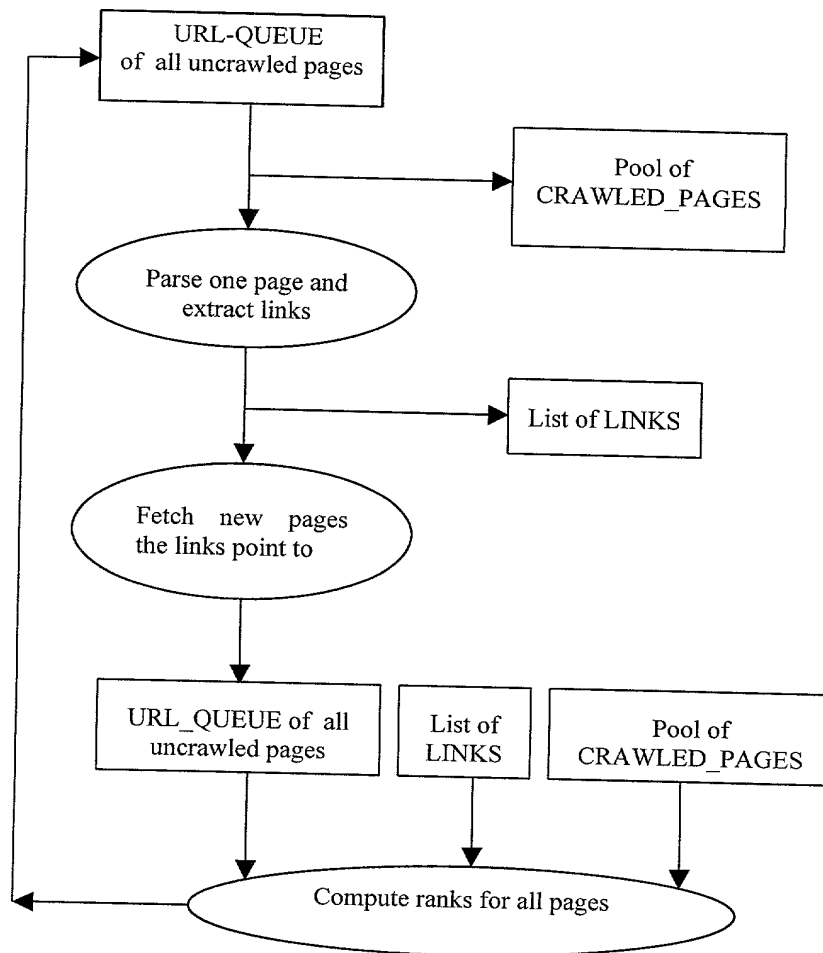 URL-QUEUE
of all uncrawled pages
Pool of
CRAWLED_PAGES
Parse one page and
extract links
List of LINKS
Fetch new pages
the links point to
URL_QUEUE of all
uncrawled pages
List of
LINKS
Pool of
CRAWLED_PAGES
Compute ranks for all pages